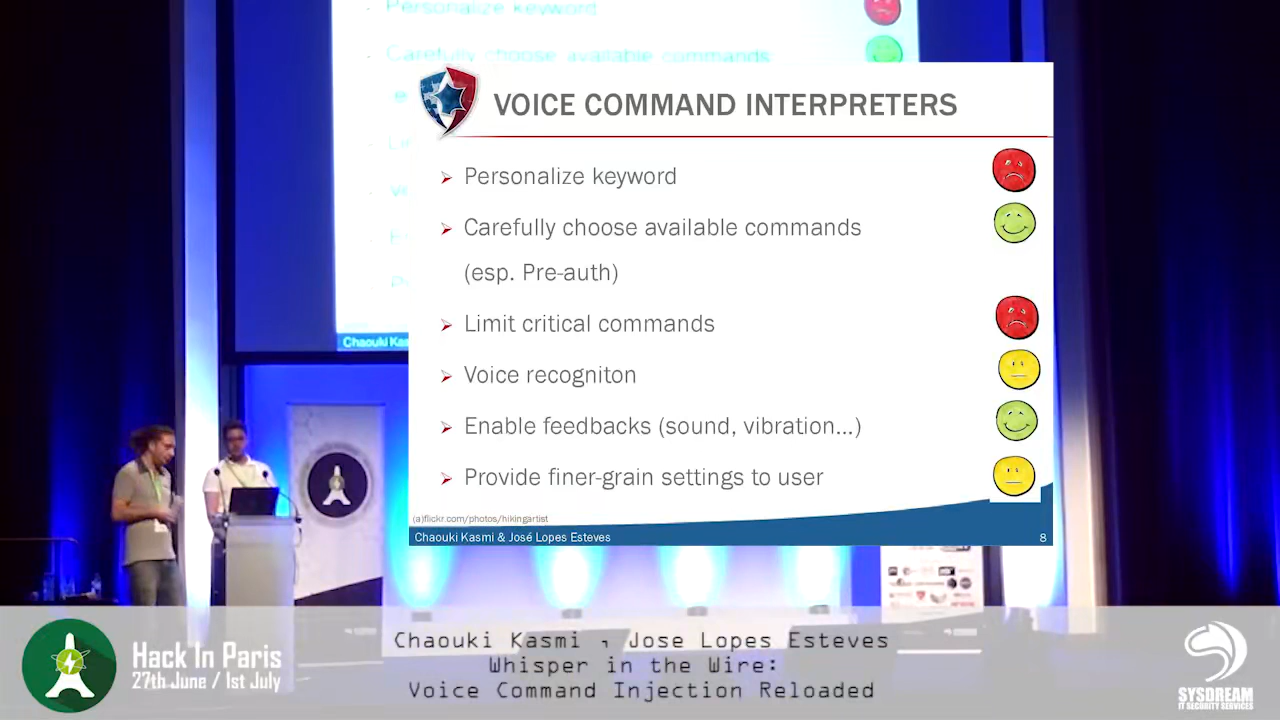 Personalize keyword
Carefully choose available commands
Chaouki Kas
VOICE COMMAND INTERPRETERS
Personalize keyword
Carefully choose available commands
(esp. Pre-auth)
Limit critical commands
Voice recogniton
Enable feedbacks (sound, vibration...)
Provide finer-grain settings to user
(a)flickr.com/photos/hikingartist
Chaouki Kasmi & José Lopes Esteves
8
Hack In Paris
27th June / 1st July
Chaouki Kasmi , Jose Lopes Esteves
Whisper in the Wire:
Voice Command Injection Reloaded
SYSDREAM
IT SECURITY SERVICES